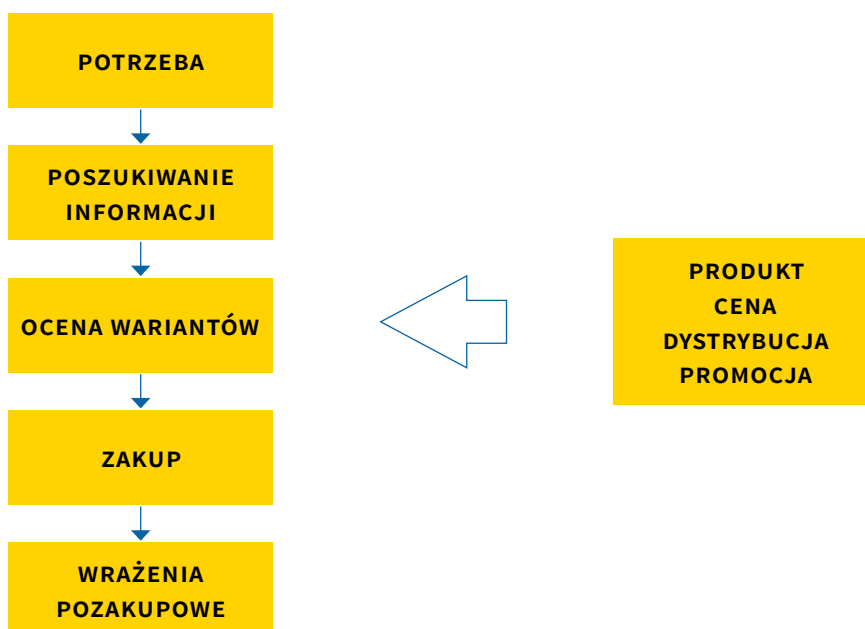 POTRZEBA
POSZUKIWANIE
INFORMACJI
OCENA WARIANTÓW
ZAKUP
WRAŻENIA
POZAKUPOWE
PRODUKT
CENA
DYSTRYBUCJA
PROMOCJA